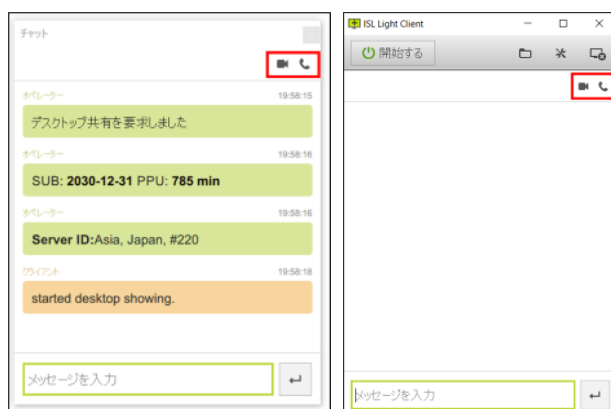 チャット
オペレーター 19:58:15
デスクトップ共有を要求しました
オペレーター 19:58:16
SUB: 2030-12-31 PPU: 785 min
オペレーター 19:58:16
Server ID:Asia, Japan, #220
クライアント 19:58:18
started desktop showing.
メッセージを入力
ISL Light Client
開始する
メッセージを入力